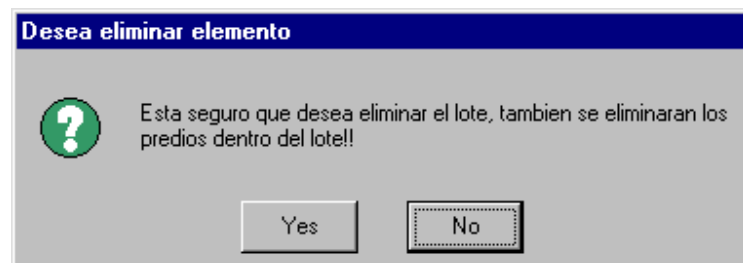 Desea eliminar elemento
Esta seguro que desea eliminar el lote, tambien se eliminaran los
predios dentro del lote!!
Yes
No